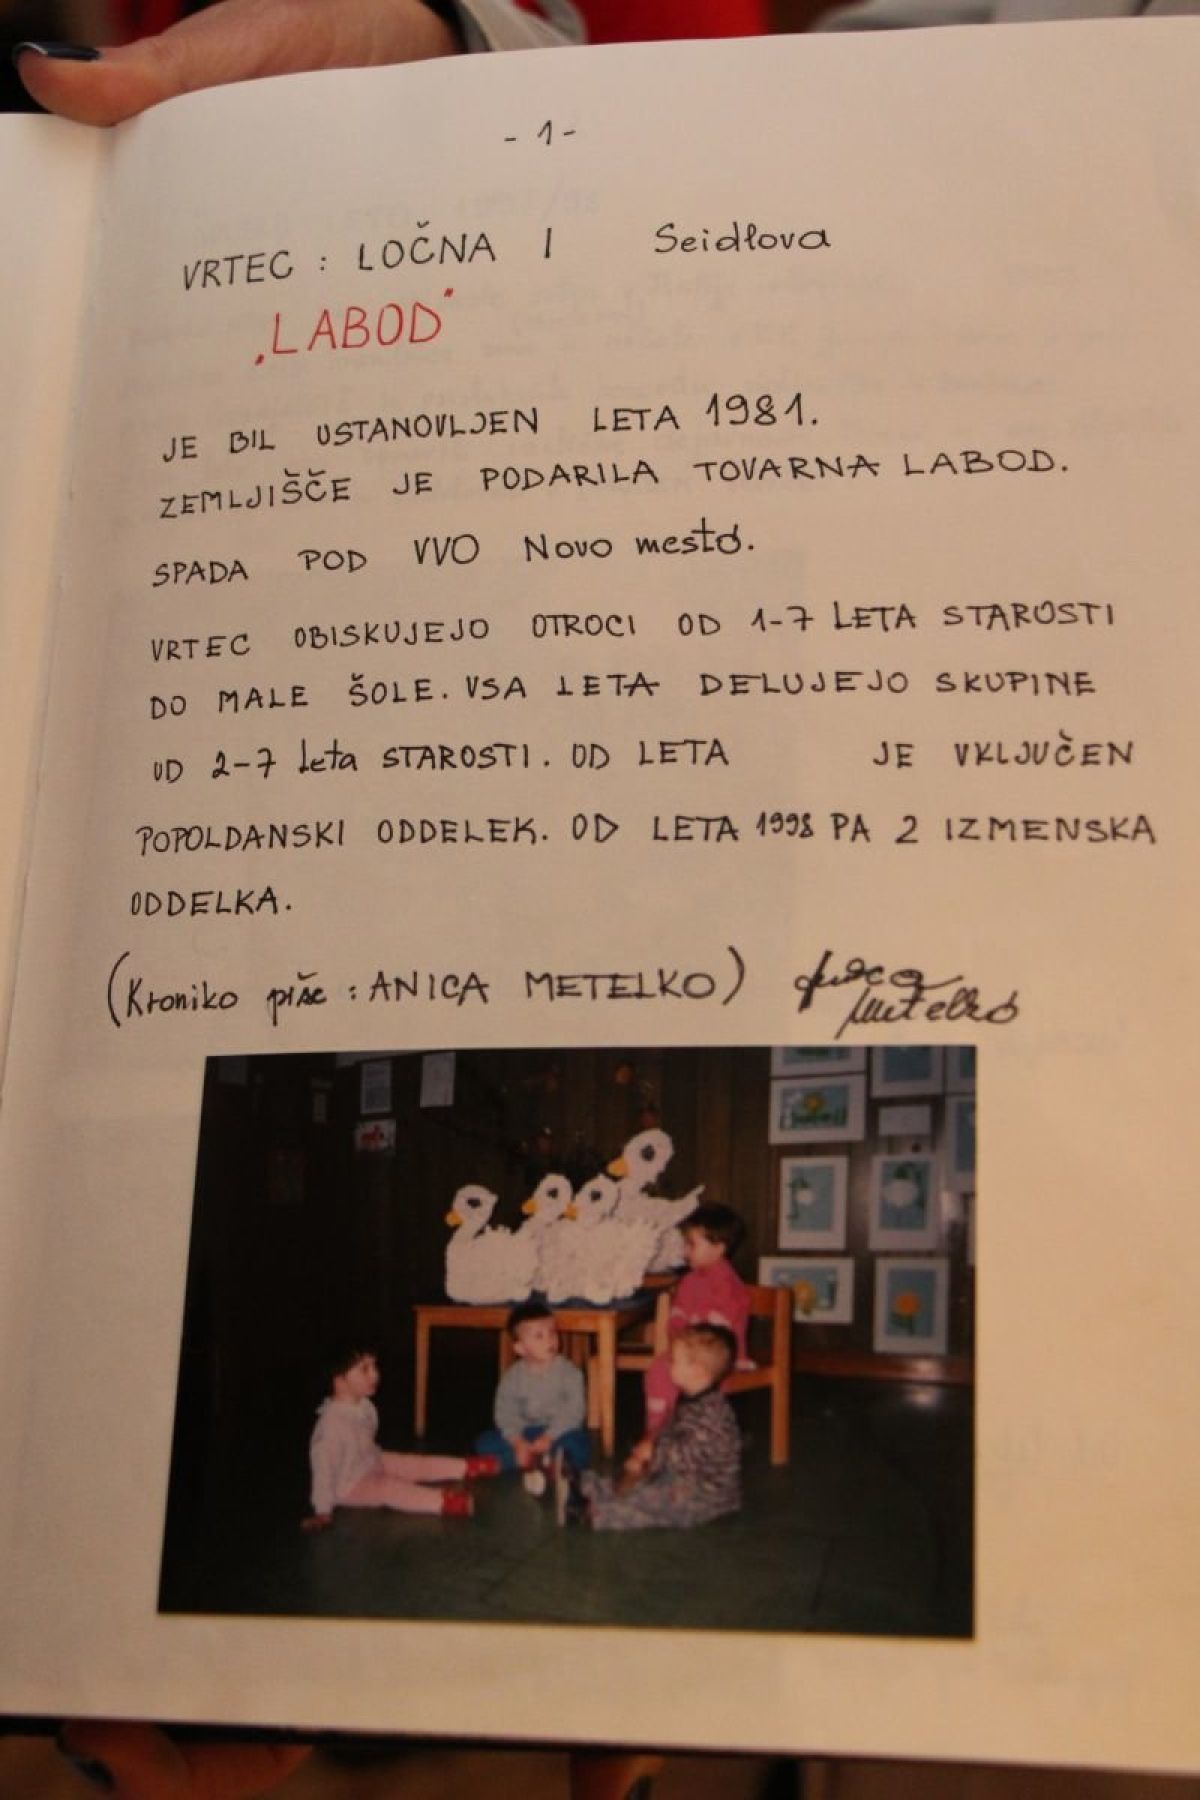 - 1 -
VRTEC : LOČNA I Seidlova
„LABOD"
JE BIL USTANOVLJEN LETA 1981.
ZEMLJIŠČE JE PODARILA TOVARNA LABOD.
SPADA POD VVO Novo mesto.
VRTEC OBISKUJEJO OTROCI OD 1-7 LETA STAROSTI
DO MALE ŠOLE. VSA LETA DELUJEJO SKUPINE
OD 2-7 leta STAROSTI. OD LETA JE VKLJUČEN
POPOLDANSKI ODDELEK. OD LETA 1998 PA 2 IZMENSKA
ODDELKA.
(Kroniko piše : ANICA METELKO)
Metelko